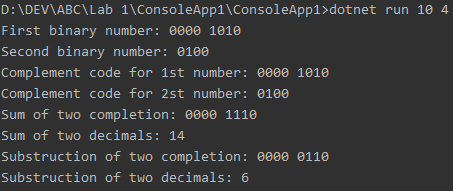 D:\DEV\ABC\Lab 1\ConsoleApp1\ConsoleApp1>dotnet run 10 4
First binary number: 0000 1010
Second binary number: 0100
Complement code for 1st number: 0000 1010
Complement code for 2st number: 0100
Sum of two completion: 0000 1110
Sum of two decimals: 14
Substruction of two completion: 0000 0110
Substruction of two decimals: 6